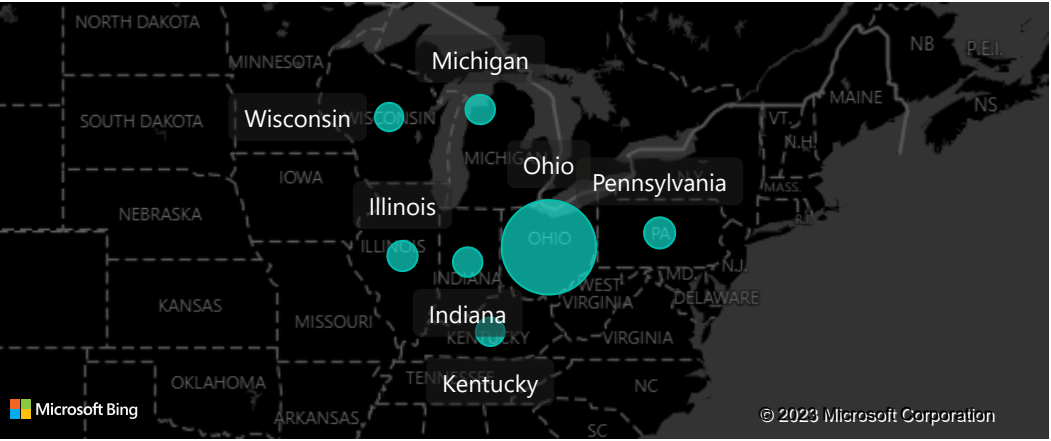 NORTH DAKOTA
MINNESOTA
Michigan
NB
P.E.I.
SOUTH DAKOTA
Wisconsin
WISCONSIN
MAINE
NS
VT.
N.H.
IOWA
MICHIGAN
Ohio
N.Y.
MASS.
Pennsylvania
NEBRASKA
Illinois
R.I.
ILLINOIS
OHIO
PA
INDIANA
N.J.
MD.
WEST
VIRGINIA
DELAWARE
KANSAS
MISSOURI
Indiana
KENTUCKY
VIRGINIA
OKLAHOMA
TENNESSEE
Kentucky
NC
Microsoft Bing
ARKANSAS
SC
© 2023 Microsoft Corporation